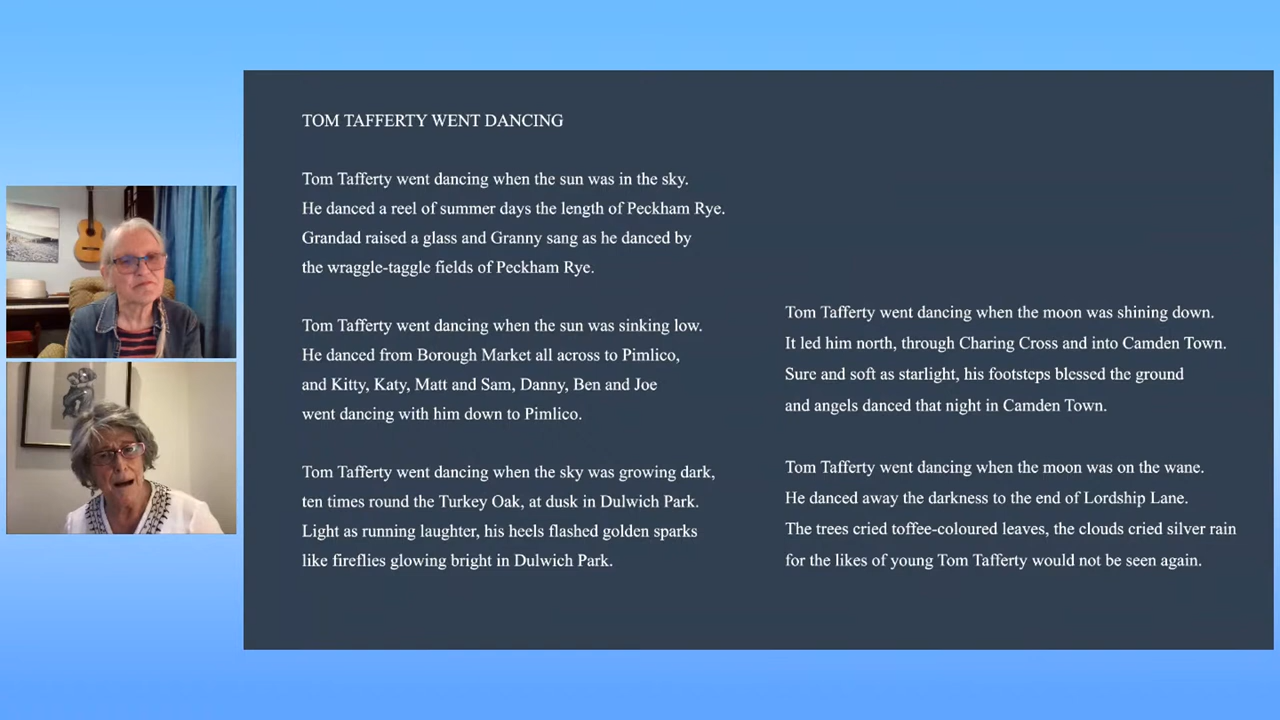 TOM TAFFERTY WENT DANCING
Tom Tafferty went dancing when the sun was in the sky.
He danced a reel of summer days the length of Peckham Rye.
Grandad raised a glass and Granny sang as he danced by
the wraggle-taggle fields of Peckham Rye.
Tom Tafferty went dancing when the sun was sinking low.
He danced from Borough Market all across to Pimlico,
and Kitty, Katy, Matt and Sam, Danny, Ben and Joe
went dancing with him down to Pimlico.
Tom Tafferty went dancing when the sky was growing dark,
ten times round the Turkey Oak, at dusk in Dulwich Park.
Light as running laughter, his heels flashed golden sparks
like fireflies glowing bright in Dulwich Park.
Tom Tafferty went dancing when the moon was shining down.
It led him north, through Charing Cross and into Camden Town.
Sure and soft as starlight, his footsteps blessed the ground
and angels danced that night in Camden Town.
Tom Tafferty went dancing when the moon was on the wane.
He danced away the darkness to the end of Lordship Lane.
The trees cried toffee-coloured leaves, the clouds cried silver rain
for the likes of young Tom Tafferty would not be seen again.